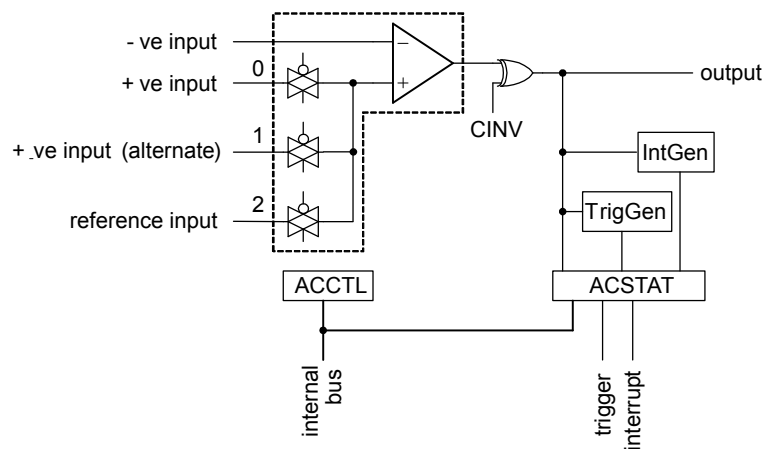 - ve input
0
+ ve input
output
CINV
1
+ -ve input (alternate)
IntGen
2
reference input
TrigGen
ACCTL
ACSTAT
internal
bus
trigger
interrupt
−
+